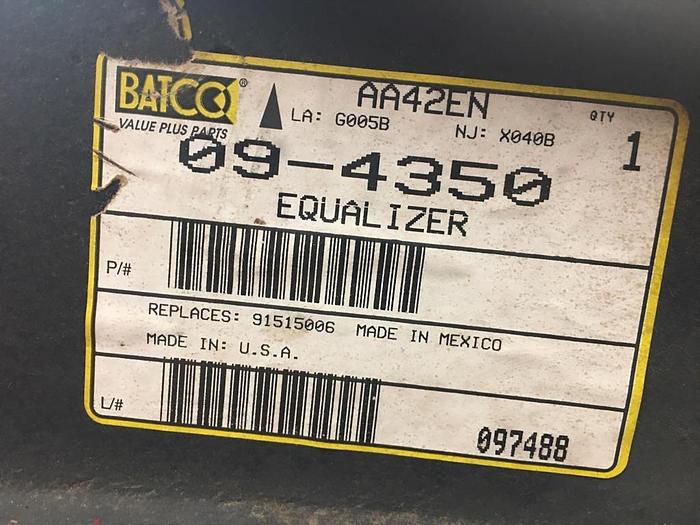 BATCO®
VALUE PLUS PARTS
AA42EN
LA: G005B NJ: X040B
QTY
1
09-4350
EQUALIZER
P/#
REPLACES: 91515006 MADE IN MEXICO
MADE IN: U.S.A.
L/#
097488